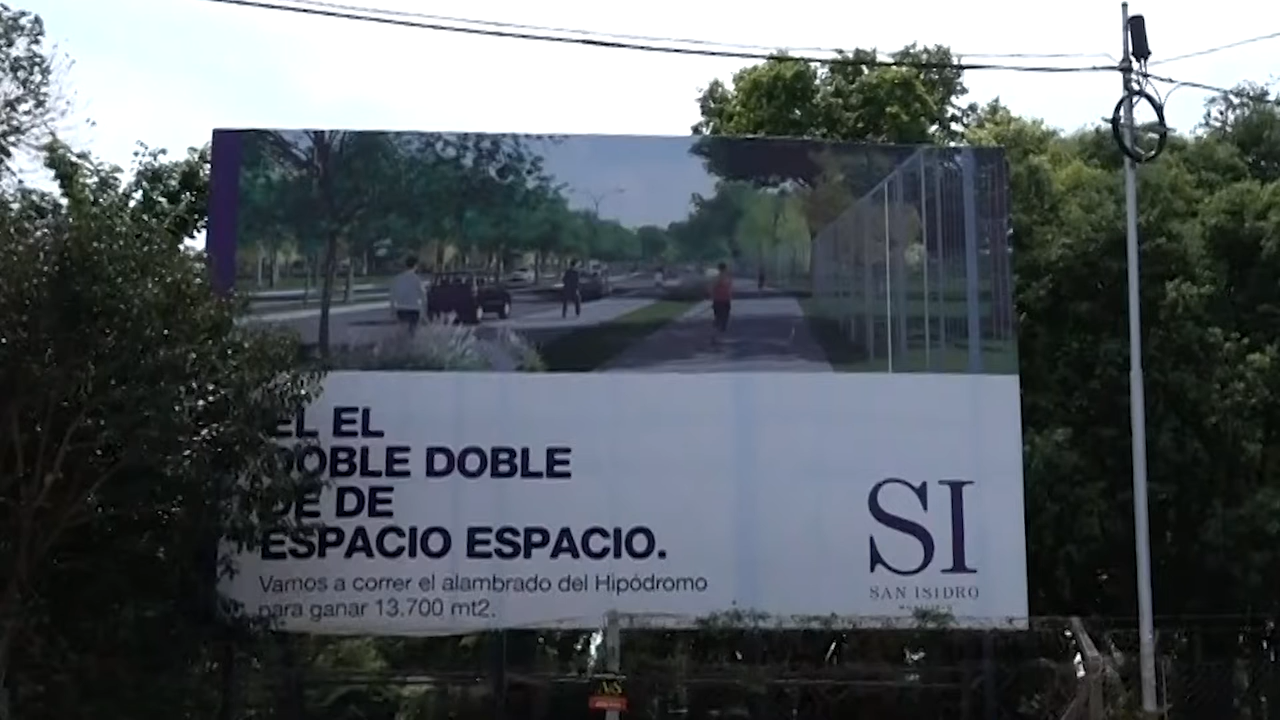 EL EL
DOBLE DOBLE
DE DE
ESPACIO ESPACIO.
Vamos a correr el alambrado del Hipódromo
para ganar 13.700 mt2.
SI
SAN ISIDRO